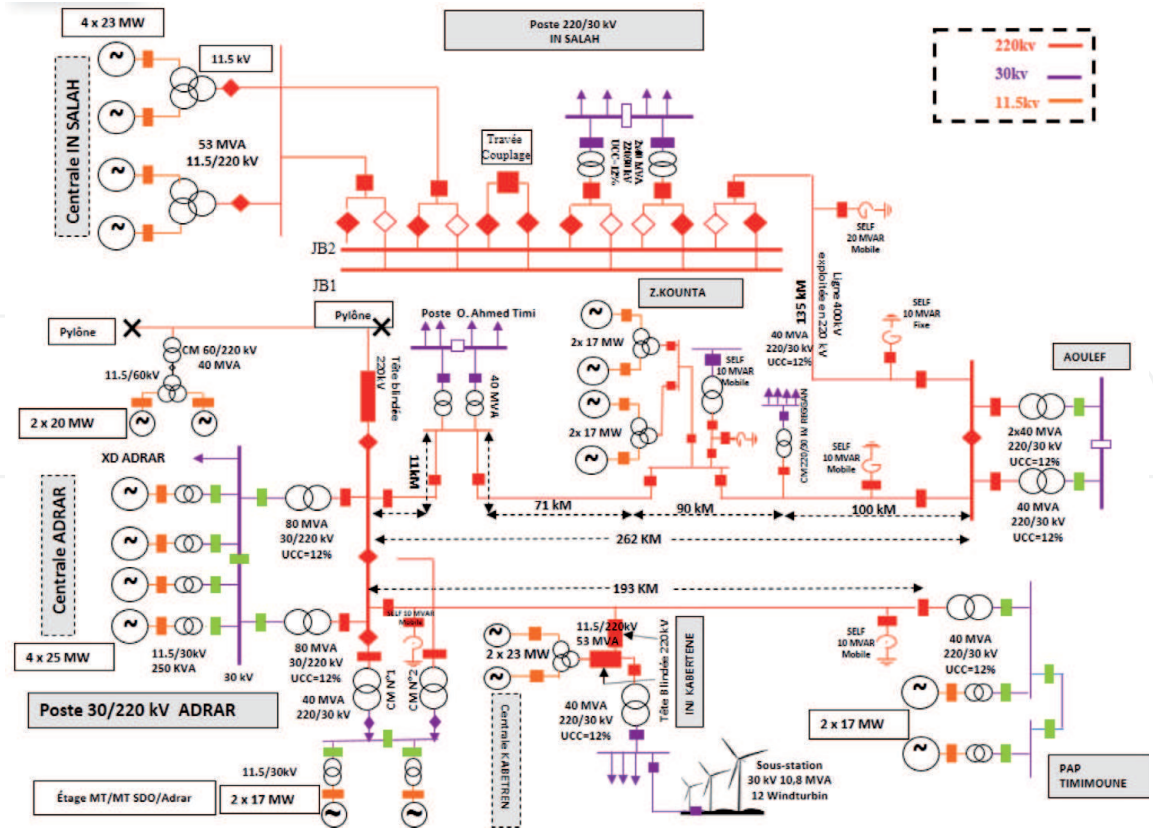 4 x 23 MW
Centrale IN SALAH
11.5 kV
53 MVA
11.5/220 kV
Poste 220/30 kV
IN SALAH
Travée
Couplage
2x40 MVA
220/30 kV
UCC=12%
220kv
30kv
11.5kv
JB2
JB1
SELF
20 MVAR
Mobile
135 kM
Ligne 400kV
exploitée en 220 kV
Pylône
Pylône
CM 60/220 kV
40 MVA
11.5/60kV
2 x 20 MW
Tête blindée
220kV
Poste O. Ahmed Timi
40 MVA
11kM
Z.KOUNTA
2x 17 MW
2x 17 MW
SELF
10 MVAR
Mobile
40 MVA
220/30 kV
UCC=12%
SELF
10 MVAR
Fixe
SELF
10 MVAR
Mobile
AOULEF
2x40 MVA
220/30 kV
UCC=12%
40 MVA
220/30 kV
UCC=12%
71 kM
90 kM
100 kM
262 KM
193 KM
XD ADRAR
Centrale ADRAR
80 MVA
30/220 kV
UCC=12%
80 MVA
30/220 kV
UCC=12%
4 x 25 MW
11.5/30kV
250 KVA
30 kV
SELF 10 MVAR
Mobile
Poste 30/220 kV ADRAR
40 MVA
220/30 kV
CM N°1
CM N°2
11.5/30kV
Étage MT/MT SDO/Adrar
2 x 17 MW
2 x 23 MW
11.5/220kV
53 MVA
Tête Blindée 220kV
INJ KABERTENE
Centrale KABETREN
40 MVA
220/30 kV
UCC=12%
Sous-station
30 kV 10,8 MVA
12 Windturbin
SELF
10 MVAR
Mobile
40 MVA
220/30 kV
UCC=12%
2 x 17 MW
PAP
TIMIMOUNE